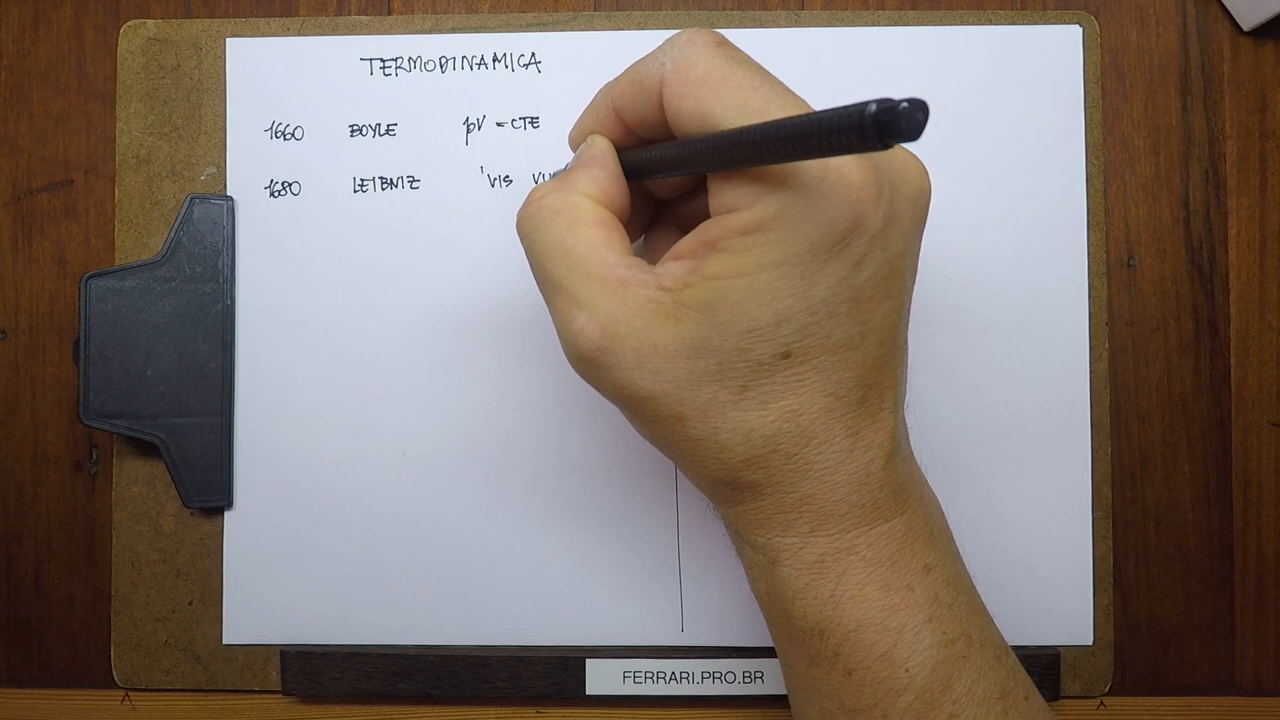 TERMODINAMICA
1660 BOYLE pV = CTE
1680 LEIBNIZ 'VIS
FERRARI.PRO.BR